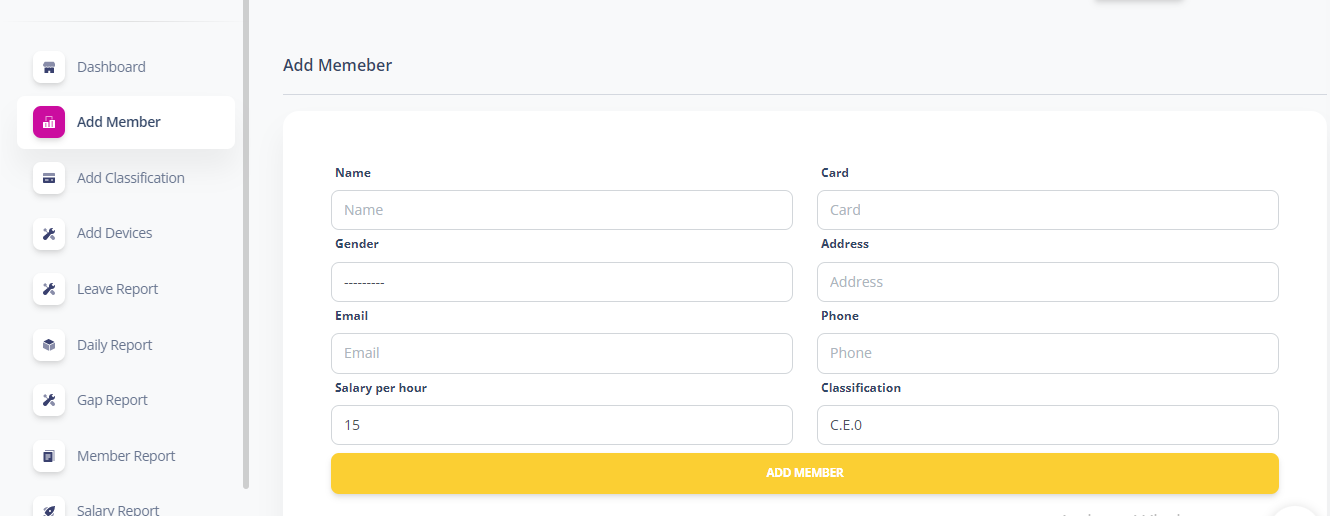 Dashboard
Add Member
Add Classification
Add Devices
Leave Report
Daily Report
Gap Report
Member Report
Salary Report
Add Memeber
Name
Card
Name
Card
Gender
Address
---------
Address
Email
Phone
Email
Phone
Salary per hour
Classification
15
C.E.0
ADD MEMBER